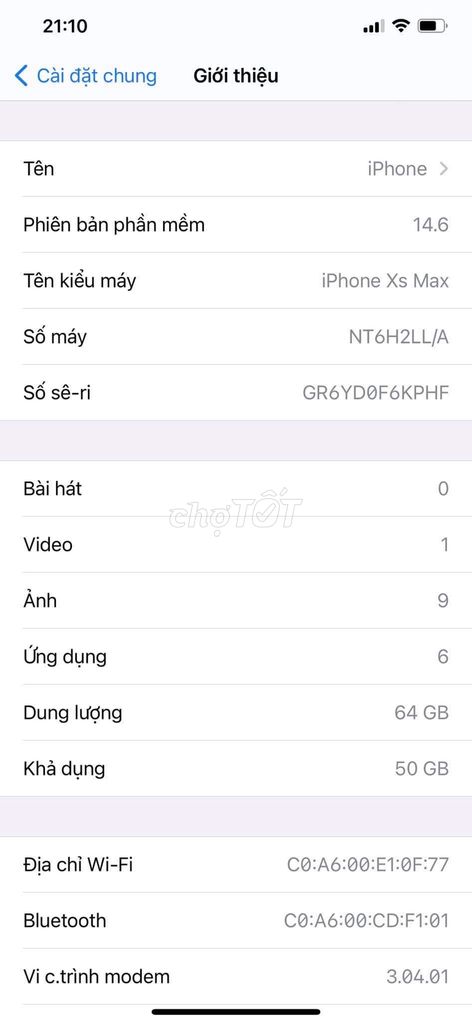 21:10
Cài đặt chung Giới thiệu
Tên iPhone
Phiên bản phần mềm 14.6
Tên kiểu máy iPhone Xs Max
Số máy NT6H2LL/A
Số sê-ri GR6YD0F6KPHF
Bài hát 0
chợTỐT
Video 1
Ảnh 9
Ứng dụng 6
Dung lượng 64 GB
Khả dụng 50 GB
Địa chỉ Wi-Fi C0:A6:00:E1:0F:77
Bluetooth C0:A6:00:CD:F1:01
Vi c.trình modem 3.04.01